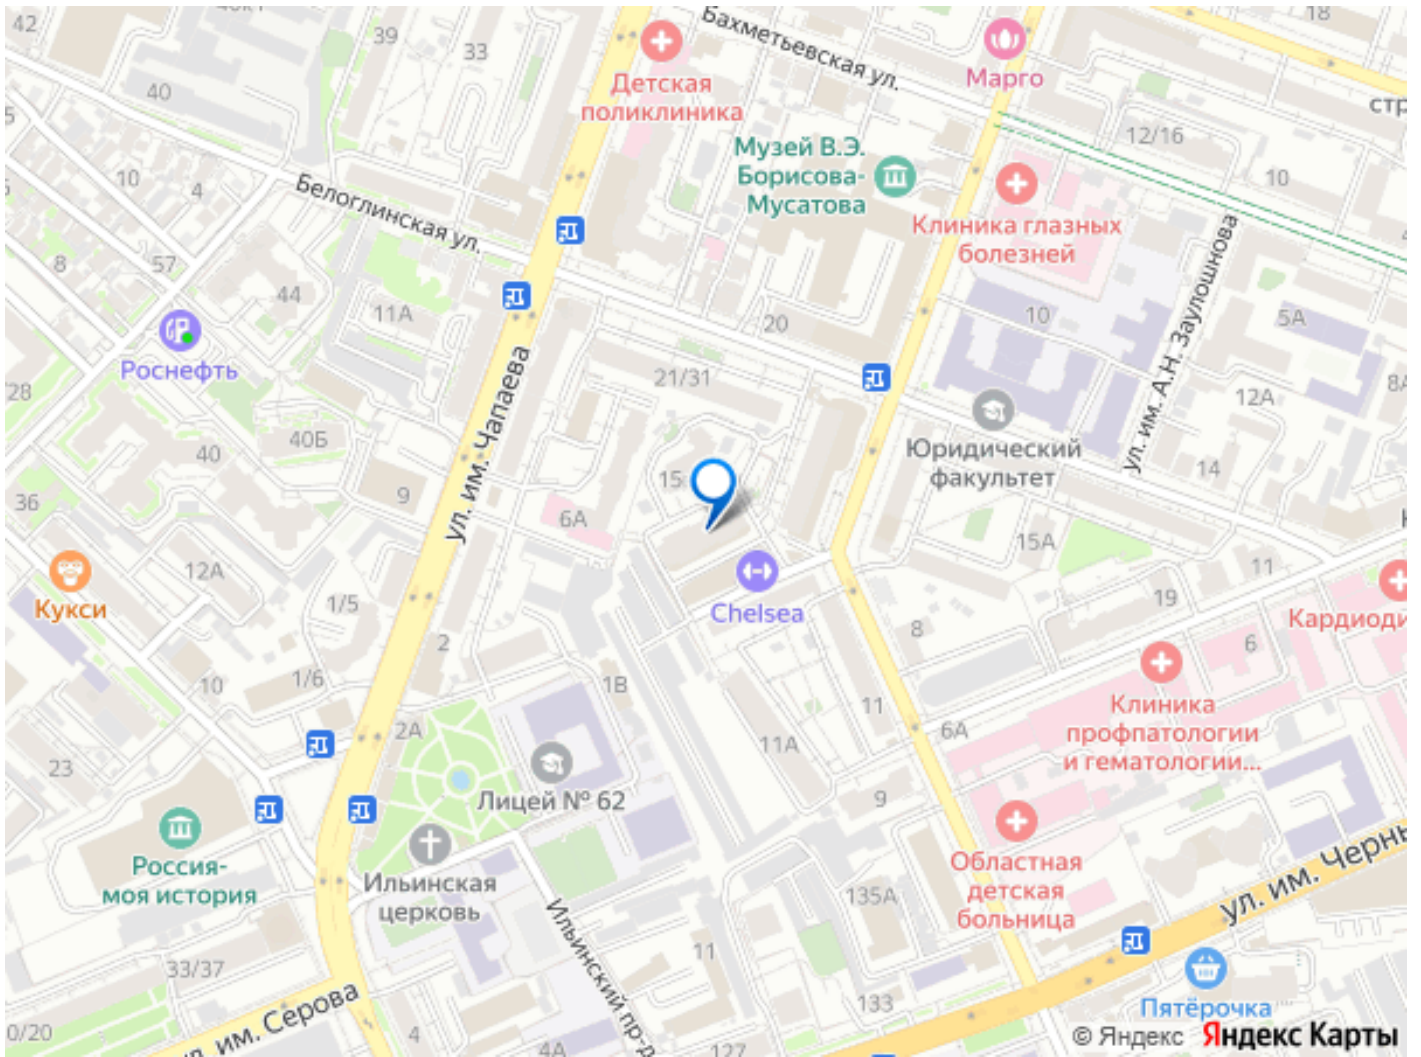 42
39
33
18
Бахметьевская ул.
Марго
Детская
поликлиника
40
12/16
Музей В.Э.
Борисова-
Мусатова
10
4
10
Белоглинская ул.
Клиника глазных
болезней
ул. им. А.Н. Заулошнова
8
57
44
11А
20
10
5А
Роснефть
28
21/31
12А
8А
40Б
40
ул. им. Чапаева
Юридический
факультет
14
36
9
15
6А
15А
12А
Кукси
1/5
Chelsea
11
19
2
8
6
1/6
10
1В
Клиника
профпатологии
и гематологии...
2А
11
6А
11А
23
Лицей № 62
9
Россия-
моя история
Ильинская
церковь
Областная
детская
больница
135А
Ильинский пр-д
33/37
11
133
Пятёрочка
ул. им. Серова
0/20
4
4А
127
© Яндекс Яндекс Карты